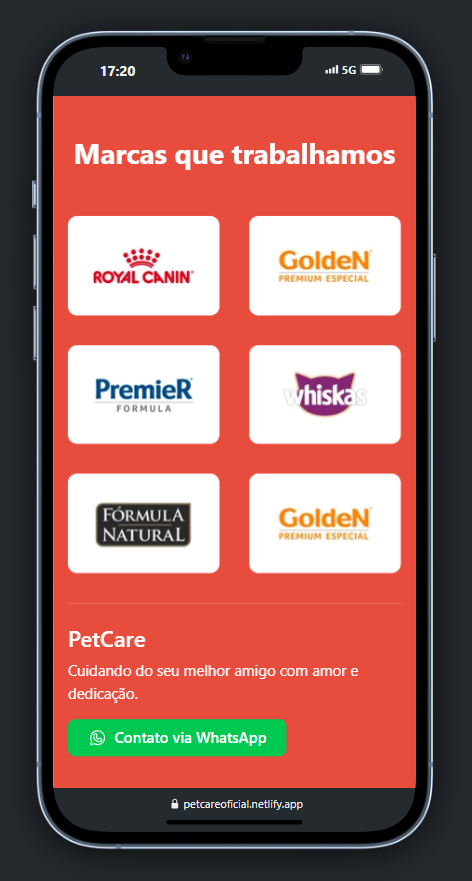 17:20
5G
Marcas que trabalhamos
ROYAL CANIN
GoldeN
PREMIUM ESPECIAL
PremieR
FORMULA
whiskas
FÓRMULA
NATURAL
GoldeN
PREMIUM ESPECIAL
PetCare
Cuidando do seu melhor amigo com amor e
dedicação.
Contato via WhatsApp
petcareoficial.netlify.app